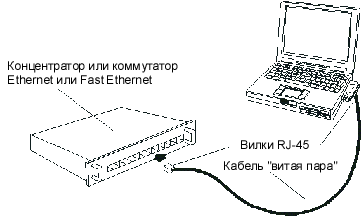 Концентратор или коммутатор
Ethernet или Fast Ethernet
Вилки RJ-45
Кабель "витая пара"